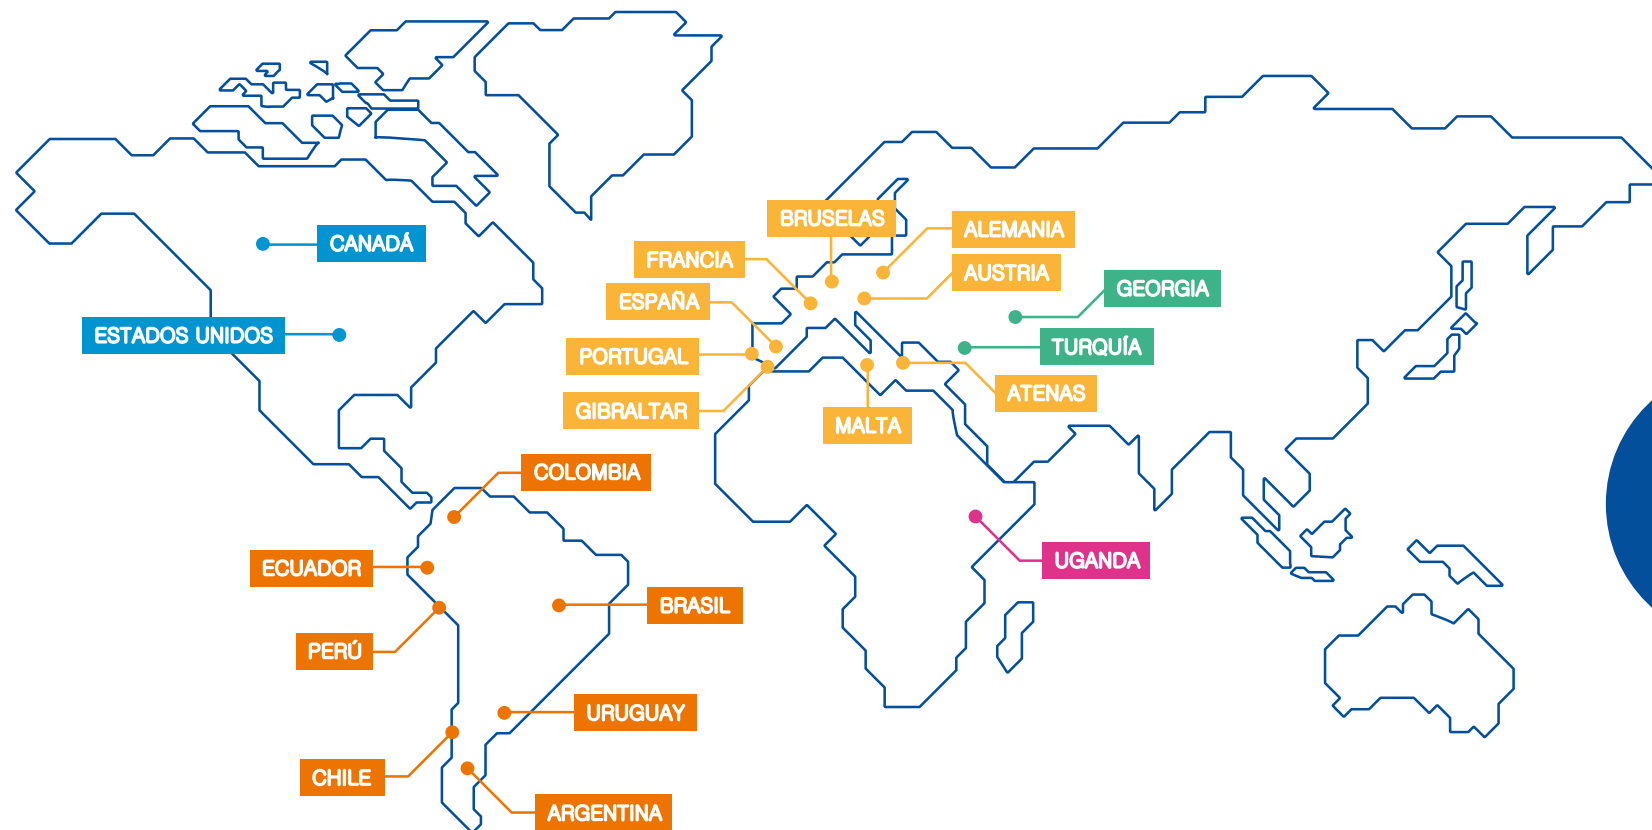 BRUSELAS
ALEMANIA
CANADÁ
FRANCIA
AUSTRIA
GEORGIA
ESPAÑA
ESTADOS UNIDOS
PORTUGAL
TURQUÍA
ATENAS
GIBRALTAR
MALTA
COLOMBIA
UGANDA
ECUADOR
BRASIL
PERÚ
URUGUAY
CHILE
ARGENTINA